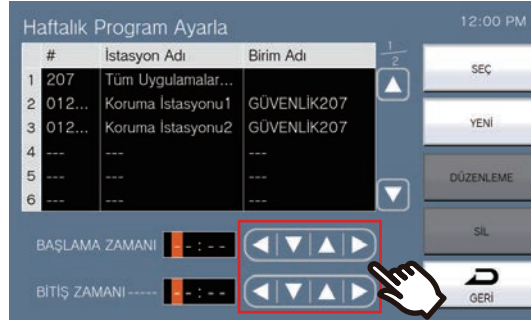 Haftalık Program Ayarla 12:00 PM
# İstasyon Adı Birim Adı 1/2
1 207 Tüm Uygulamalar...
2 012... Koruma İstasyonu1 GÜVENLİK207
3 012... Koruma İstasyonu2 GÜVENLİK207
4 --- --- ---
5 --- --- ---
6 --- --- ---
SEÇ
YENİ
DÜZENLEME
SİL
GERİ
BAŞLAMA ZAMANI --:--
BİTİŞ ZAMANI ----- --:--